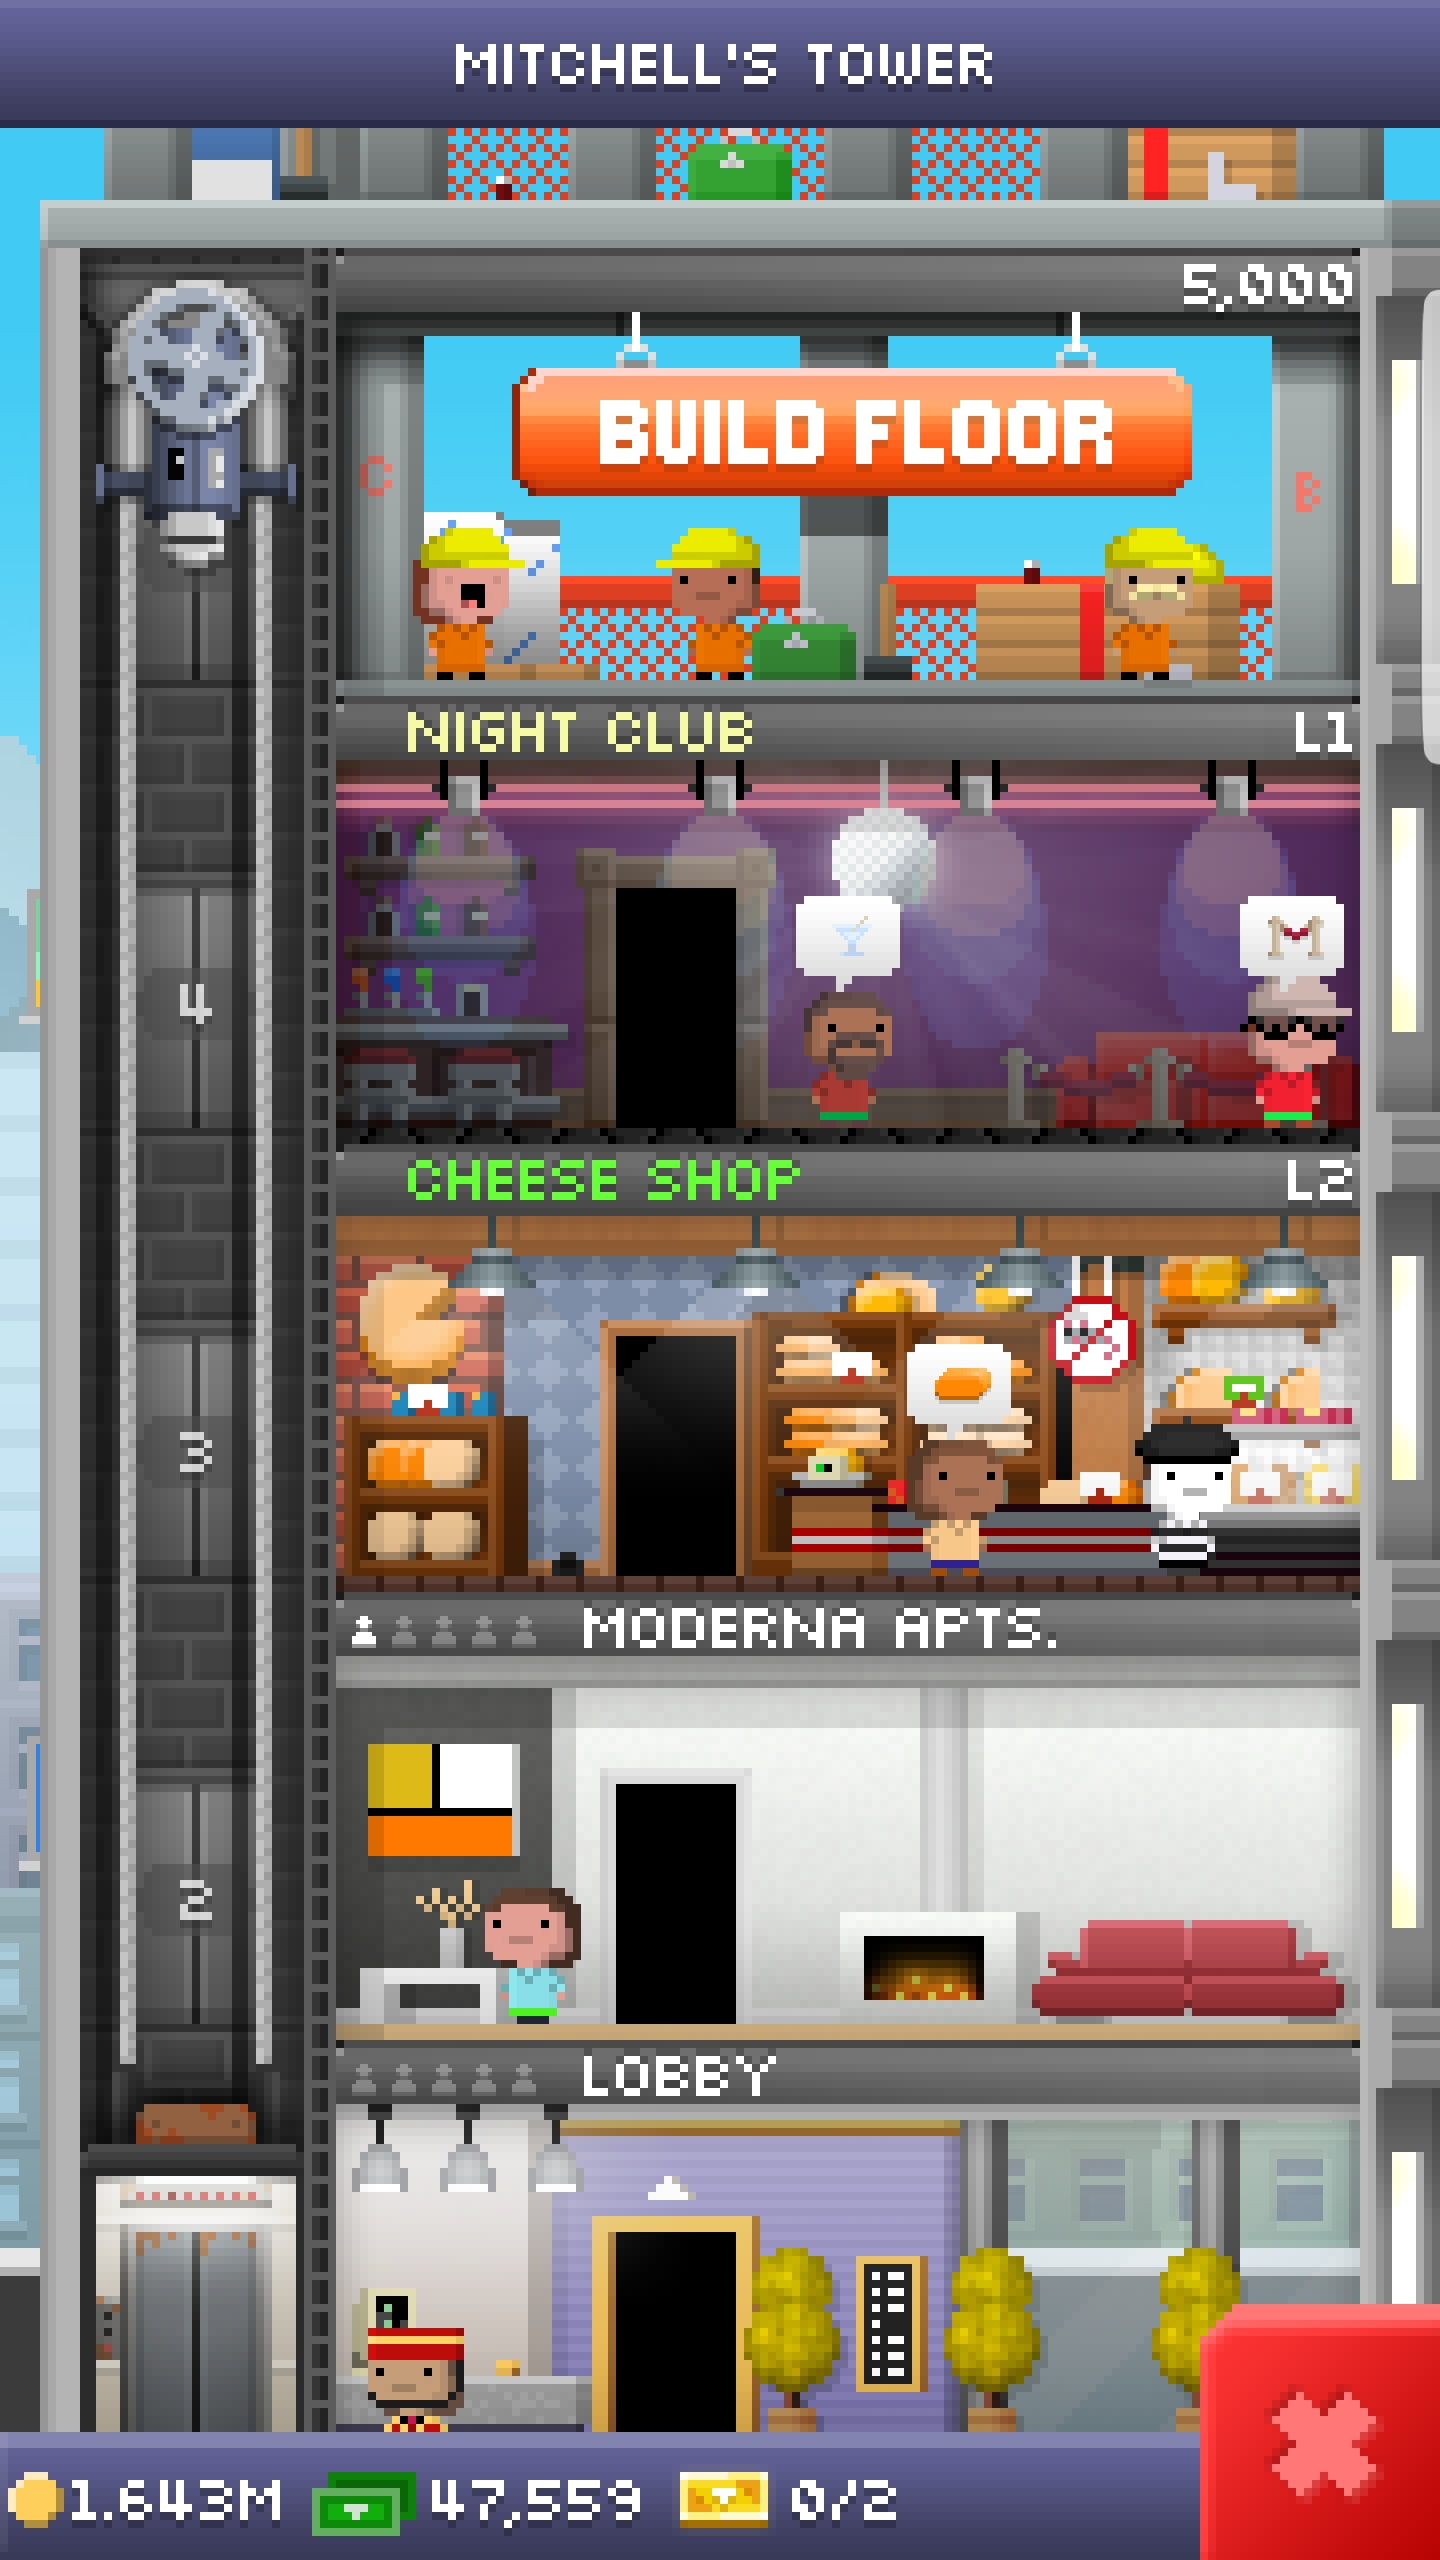 MITCHELL'S TOWER
5,000
BUILD FLOOR
C
B
NIGHT CLUB
L1
4
CHEESE SHOP
L2
3
MODERNA APTS.
2
LOBBY
1.643M
47,559
0/2